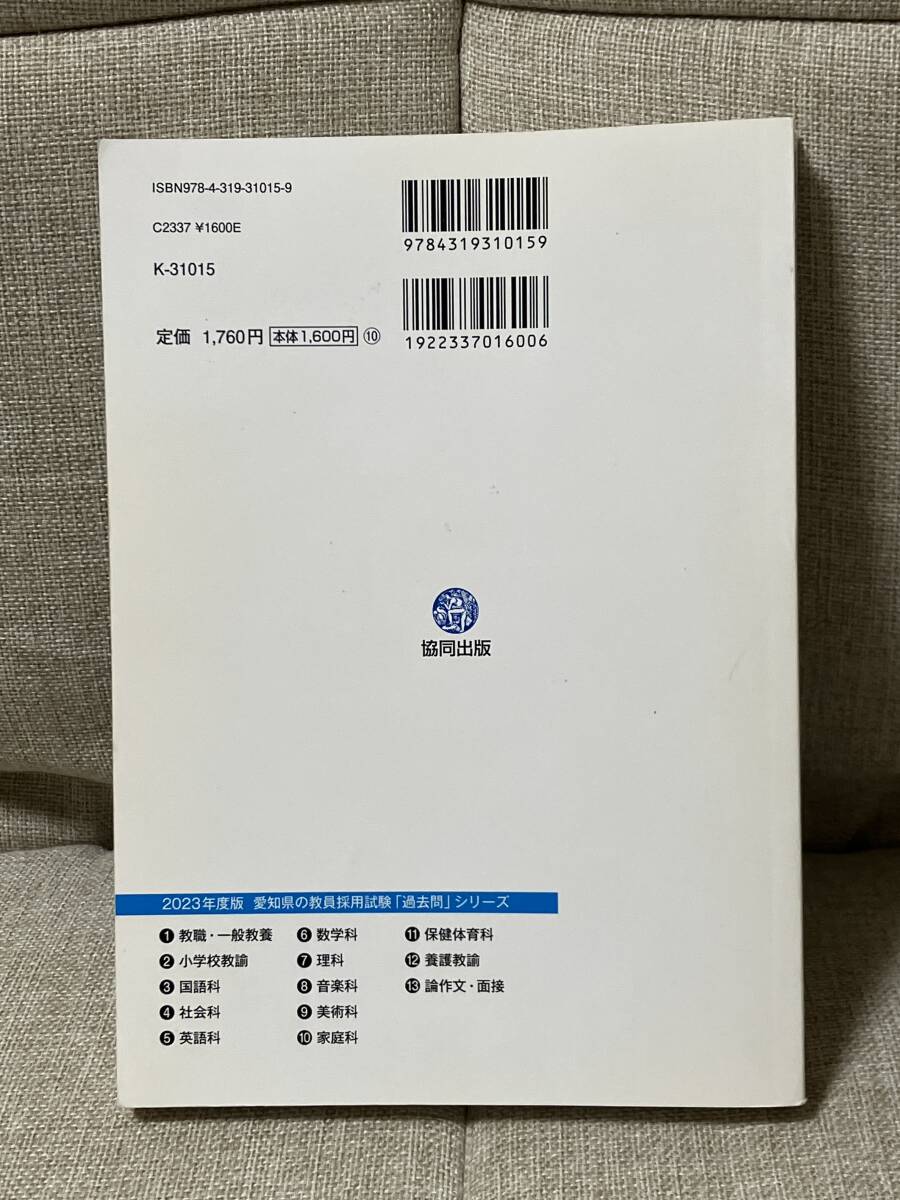 ISBN978-4-319-31015-9
C2337 ¥1600E
K-31015
定価 1,760円 本体1,600円 ⑩
9784319310159
1922337016006
協同出版
2023年度版 愛知県の教員採用試験「過去問」シリーズ
❶ 教職・一般教養
❷ 小学校教諭
❸ 国語科
❹ 社会科
❺ 英語科
❻ 数学科
❼ 理科
❽ 音楽科
❾ 美術科
❿ 家庭科
⓫ 保健体育科
⓬ 養護教諭
⓭ 論作文・面接